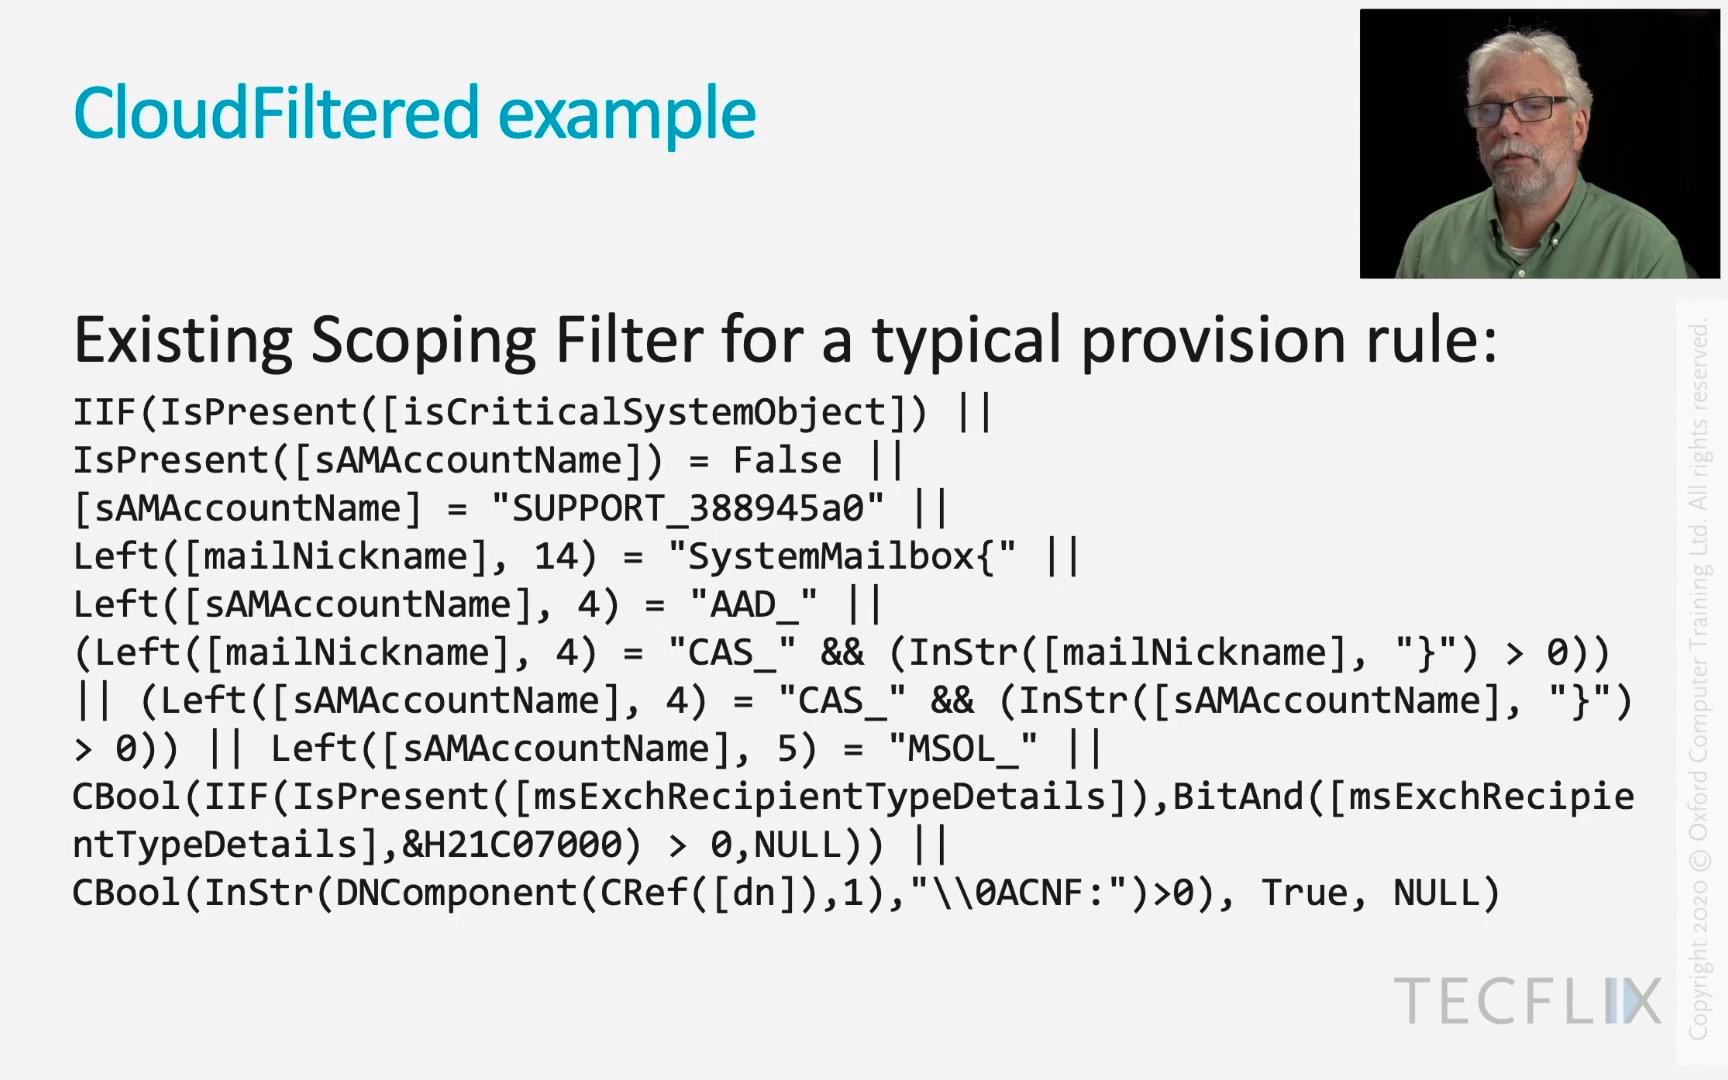 CloudFiltered example
Existing Scoping Filter for a typical provision rule:
IIF(IsPresent([isCriticalSystemObject]) ||
IsPresent([sAMAccountName]) = False ||
[sAMAccountName] = "SUPPORT_388945a0" ||
Left([mailNickname], 14) = "SystemMailbox{" ||
Left([sAMAccountName], 4) = "AAD_" ||
(Left([mailNickname], 4) = "CAS_" && (InStr([mailNickname], "}") > 0))
|| (Left([sAMAccountName], 4) = "CAS_" && (InStr([sAMAccountName], "}")
> 0)) || Left([sAMAccountName], 5) = "MSOL_" ||
CBool(IIF(IsPresent([msExchRecipientTypeDetails]),BitAnd([msExchRecipie
ntTypeDetails],&H21C07000) > 0,NULL)) ||
CBool(InStr(DNComponent(CRef([dn]),1),"\\0ACNF:")>0), True, NULL)
TECFLIX
Copyright 2020 © Oxford Computer Training Ltd. All rights reserved.